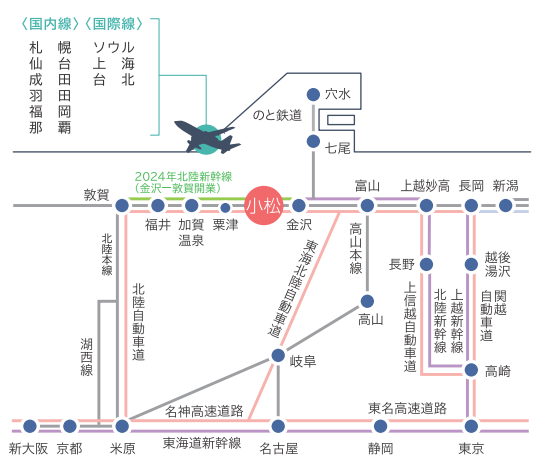 〈国内線〉〈国際線〉
札幌
仙台
成田
羽田
福岡
那覇
ソウル
上海
台北
穴水
のと鉄道
七尾
2024年北陸新幹線
(金沢ー敦賀開業)
敦賀
福井
加賀
温泉
粟津
小松
金沢
富山
上越妙高
長岡
新潟
北陸本線
北陸自動車道
湖西線
東海北陸自動車道
高山本線
高山
長野
上信越自動車道
北陸新幹線
上越新幹線
越後
湯沢
関越
自動車道
岐阜
高崎
名神高速道路
東名高速道路
東海道新幹線
新大阪
京都
米原
名古屋
静岡
東京